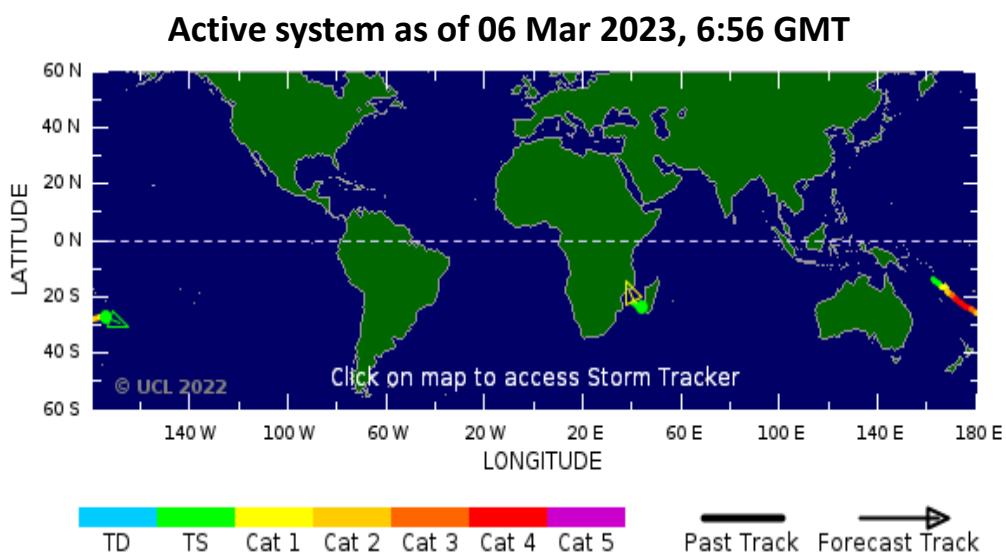 Active system as of 06 Mar 2023, 6:56 GMT
60 N
40 N
20 N
0 N
20 S
40 S
60 S
LATITUDE
Click on map to access Storm Tracker
© UCL 2022
140 W 100 W 60 W 20 W 20 E 60 E 100 E 140 E 180 E
LONGITUDE
TD TS Cat 1 Cat 2 Cat 3 Cat 4 Cat 5 Past Track Forecast Track